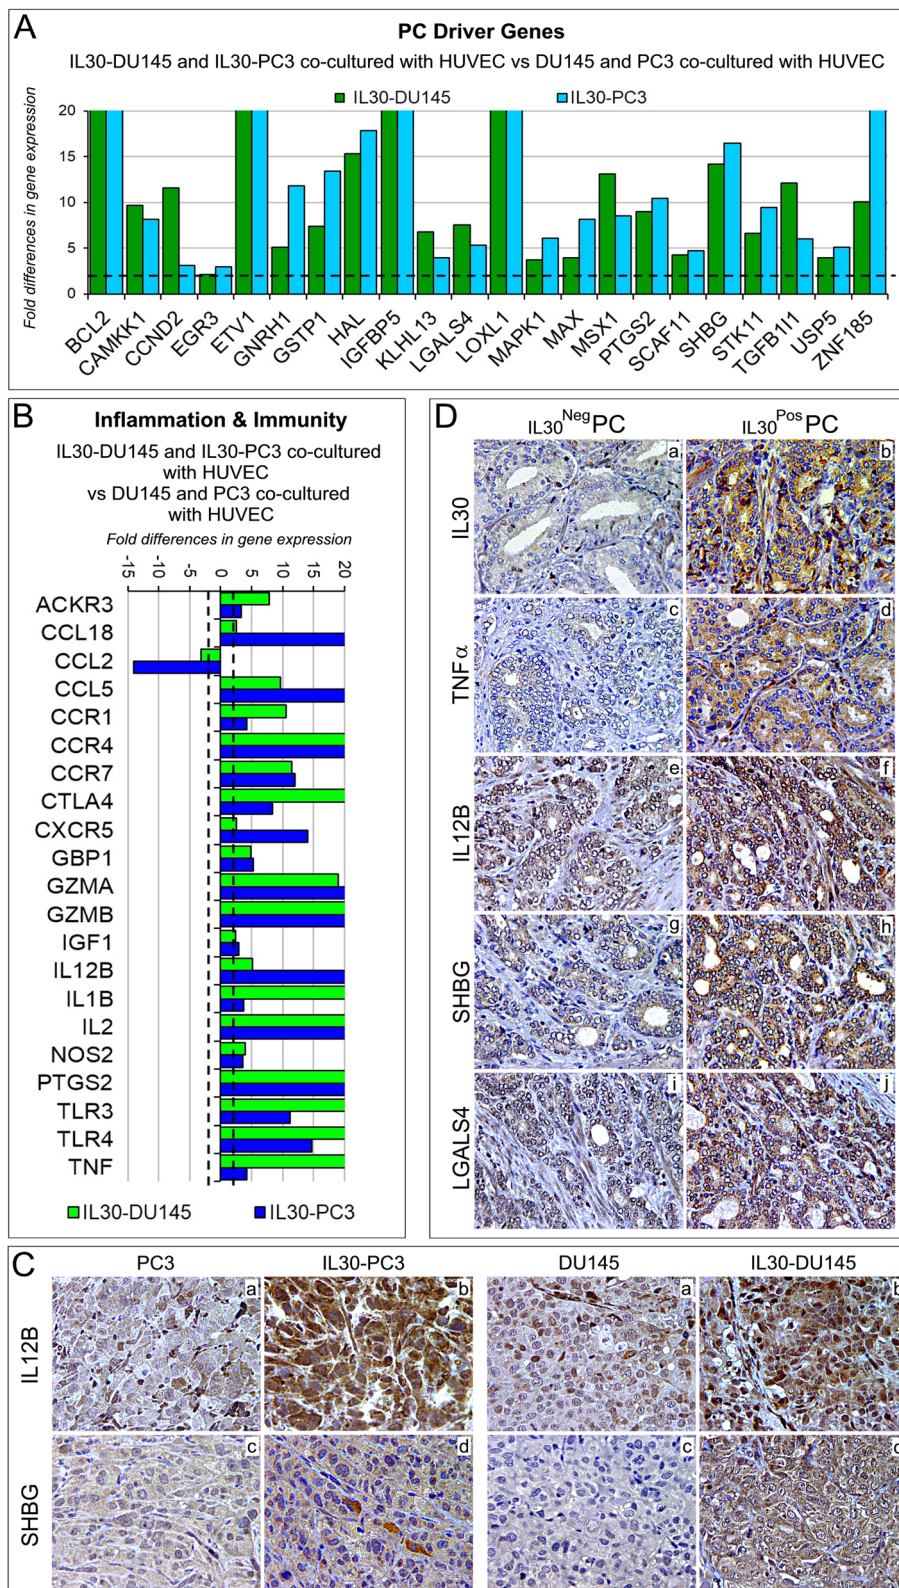 A
PC Driver Genes
IL30-DU145 and IL30-PC3 co-cultured with HUVEC vs DU145 and PC3 co-cultured with HUVEC
Fold differences in gene expression
IL30-DU145 IL30-PC3
20
15
10
5
0
BCL2 CAMKK1 CCND2 EGR3 ETV1 GNRH1 GSTP1 HAL IGFBP5 KLHL13 LGALS4 LOXL1 MAPK1 MAX MSX1 PTGS2 SCAF11 SHBG STK11 TGFB1I1 USP5 ZNF185
B
Inflammation & Immunity
IL30-DU145 and IL30-PC3 co-cultured
with HUVEC
vs DU145 and PC3 co-cultured
with HUVEC
Fold differences in gene expression
-15 -10 -5 0 5 10 15 20
ACKR3
CCL18
CCL2
CCL5
CCR1
CCR4
CCR7
CTLA4
CXCR5
GBP1
GZMA
GZMB
IGF1
IL12B
IL1B
IL2
NOS2
PTGS2
TLR3
TLR4
TNF
IL30-DU145 IL30-PC3
D
IL30NegPC IL30PosPC
IL30 a b
TNFα c d
IL12B e f
SHBG g h
LGALS4 i j
C
PC3 IL30-PC3 DU145 IL30-DU145
IL12B a b a b
SHBG c d c d